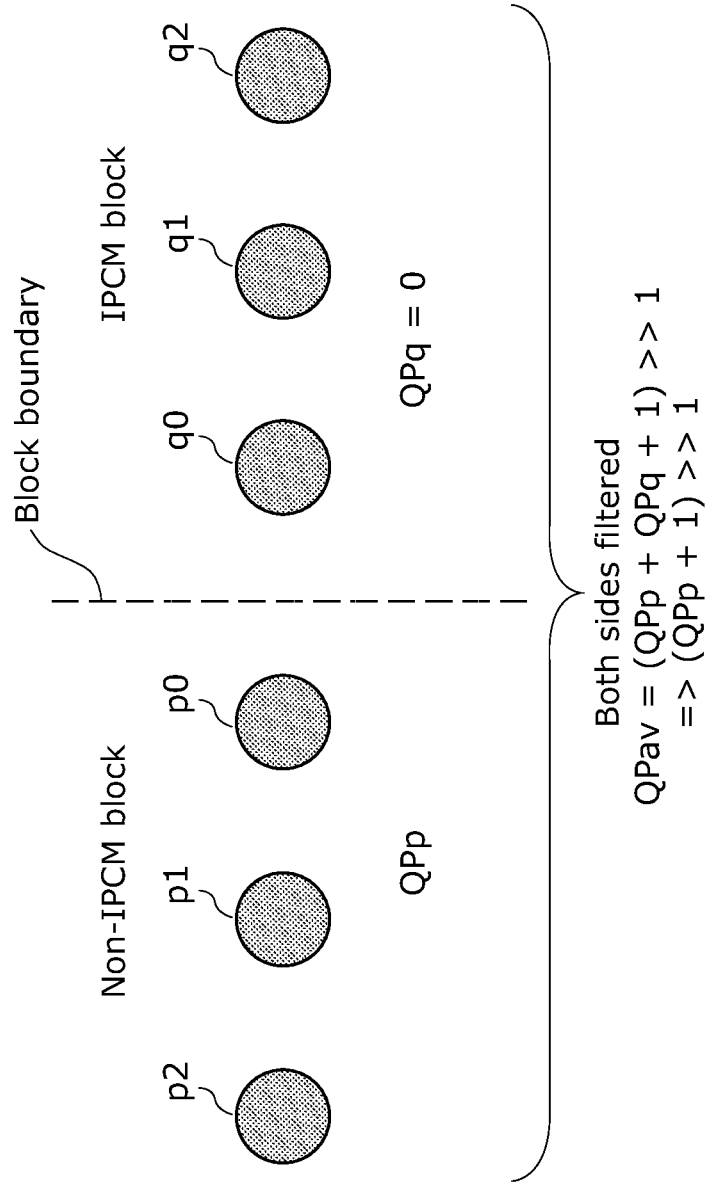 Block boundary
Non-IPCM block
IPCM block
p2
p1
p0
q0
q1
q2
QPp
QPq = 0
Both sides filtered
QPav = (QPp + QPq + 1) >> 1
=> (QPp + 1) >> 1